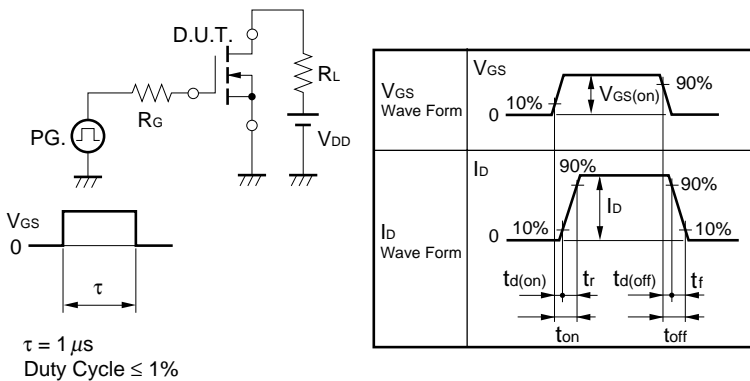 D.U.T.
RL
RG
PG.
VDD
VGS
0
τ
τ = 1 μs
Duty Cycle ≤ 1%
VGS
Wave Form
VGS
10%
0
VGS(on)
90%
ID
Wave Form
ID
90%
90%
10%
0
ID
10%
td(on) tr td(off) tf
ton toff